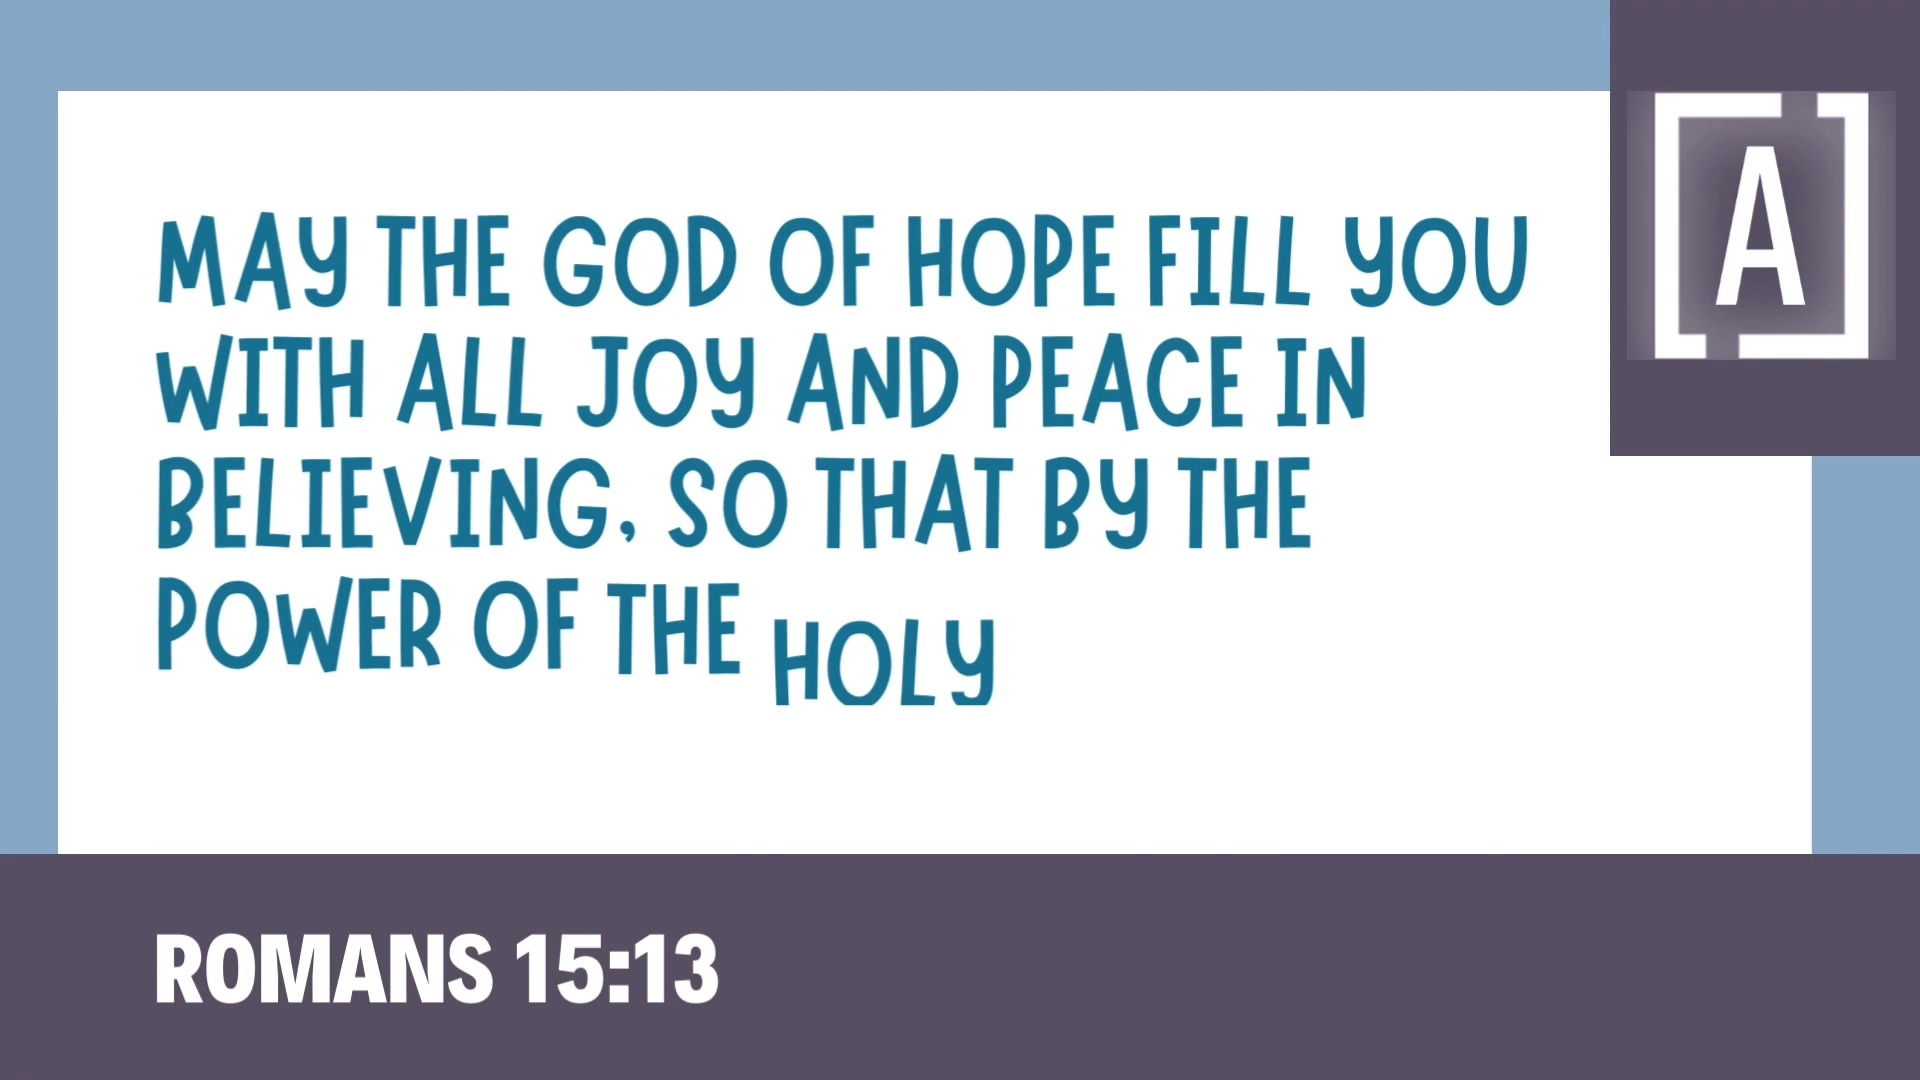 MAY THE GOD OF HOPE FILL YOU
WITH ALL JOY AND PEACE IN
BELIEVING, SO THAT BY THE
POWER OF THE HOLY
ROMANS 15:13
A